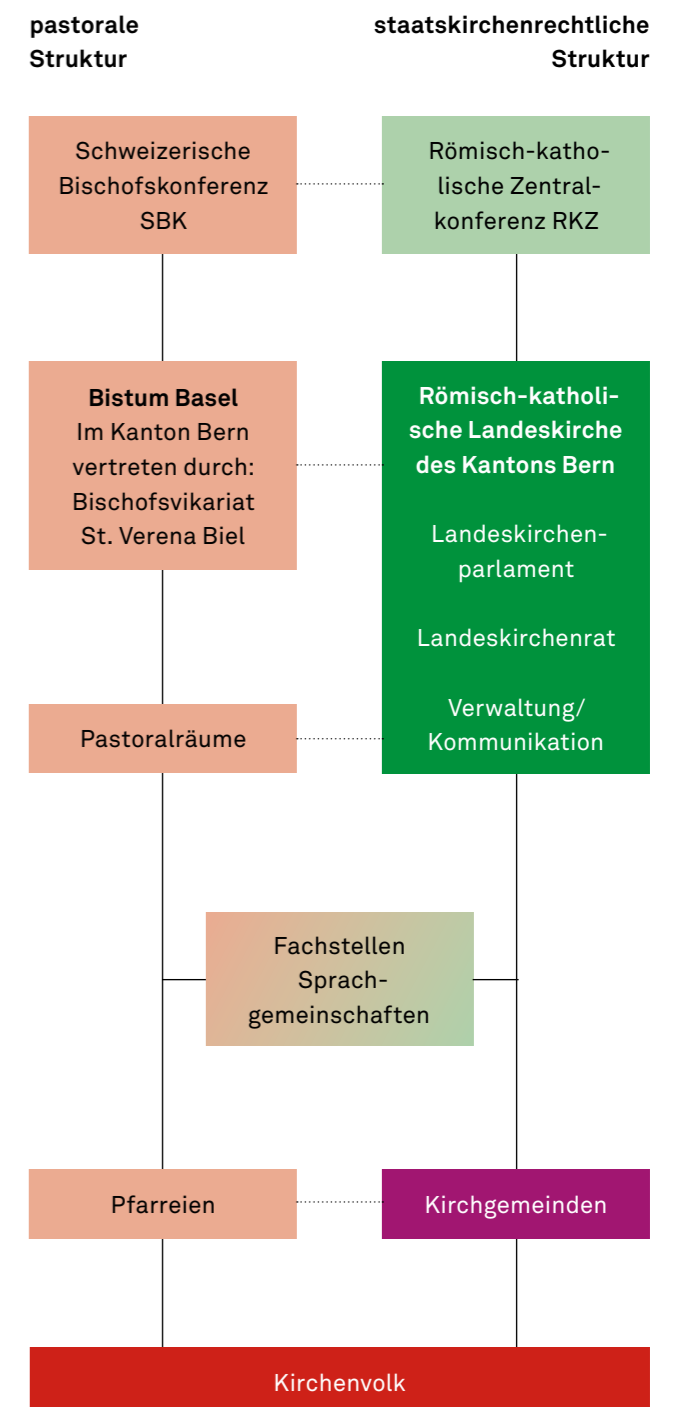 pastorale
Struktur
staatskirchenrechtliche
Struktur
Schweizerische
Bischofskonferenz
SBK
Römisch-katho-
lische Zentral-
konferenz RKZ
Bistum Basel
Im Kanton Bern
vertreten durch:
Bischofsvikariat
St. Verena Biel
Römisch-katholi-
sche Landeskirche
des Kantons Bern
Landeskirchen-
parlament
Landeskirchenrat
Verwaltung/
Kommunikation
Pastoralräume
Fachstellen
Sprach-
gemeinschaften
Pfarreien
Kirchgemeinden
Kirchenvolk